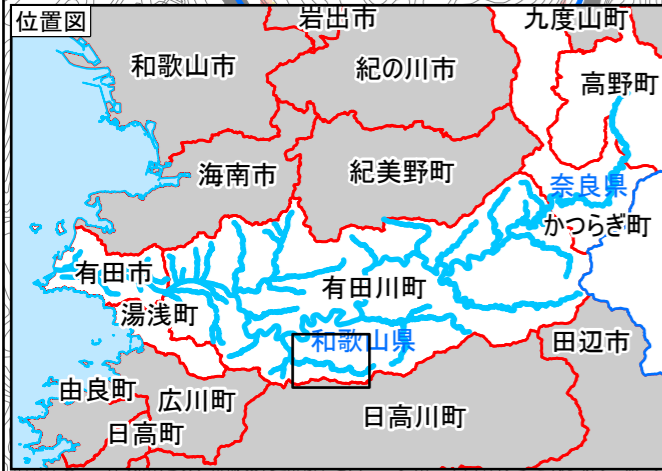 位置図
岩出市
九度山町
和歌山市
紀の川市
高野町
海南市
紀美野町
奈良県
かつらぎ町
有田市
有田川町
湯浅町
和歌山県
田辺市
由良町
広川町
日高川町
日高町